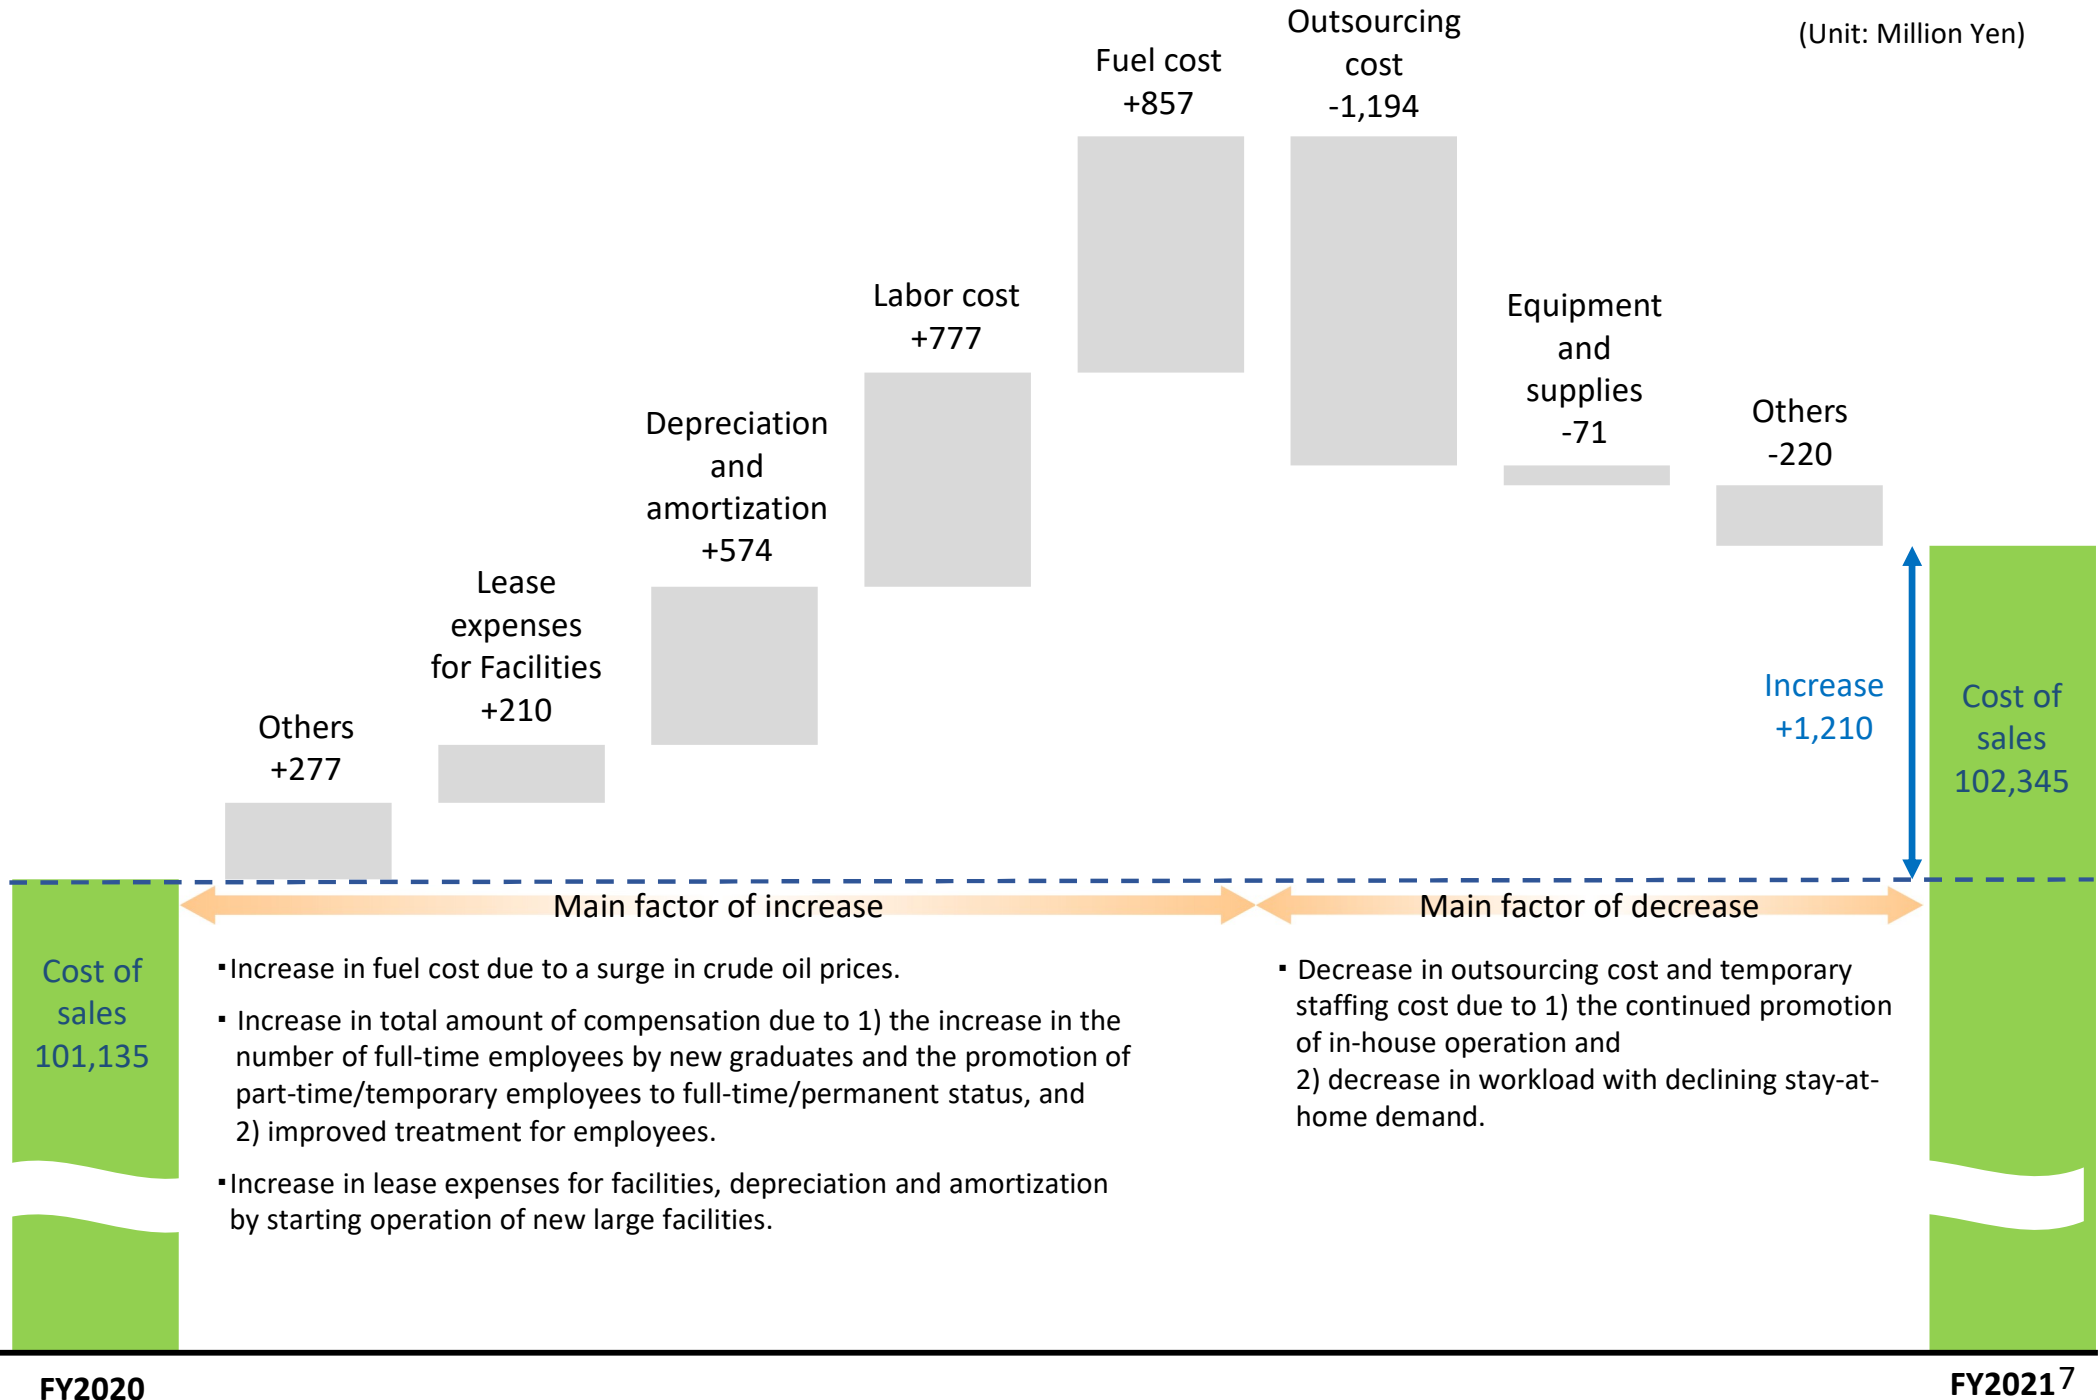 (Unit: Million Yen)
Outsourcing
cost
-1,194
Fuel cost
+857
Labor cost
+777
Equipment
and
supplies
-71
Others
-220
Depreciation
and
amortization
+574
Lease
expenses
for Facilities
+210
Others
+277
Increase
+1,210
Cost of
sales
102,345
Main factor of increase
Main factor of decrease
Cost of
sales
101,135
▪Increase in fuel cost due to a surge in crude oil prices.
▪ Increase in total amount of compensation due to 1) the increase in the
number of full-time employees by new graduates and the promotion of
part-time/temporary employees to full-time/permanent status, and
2) improved treatment for employees.
▪Increase in lease expenses for facilities, depreciation and amortization
by starting operation of new large facilities.
▪ Decrease in outsourcing cost and temporary
staffing cost due to 1) the continued promotion
of in-house operation and
2) decrease in workload with declining stay-at-
home demand.
FY2020
FY2021
7